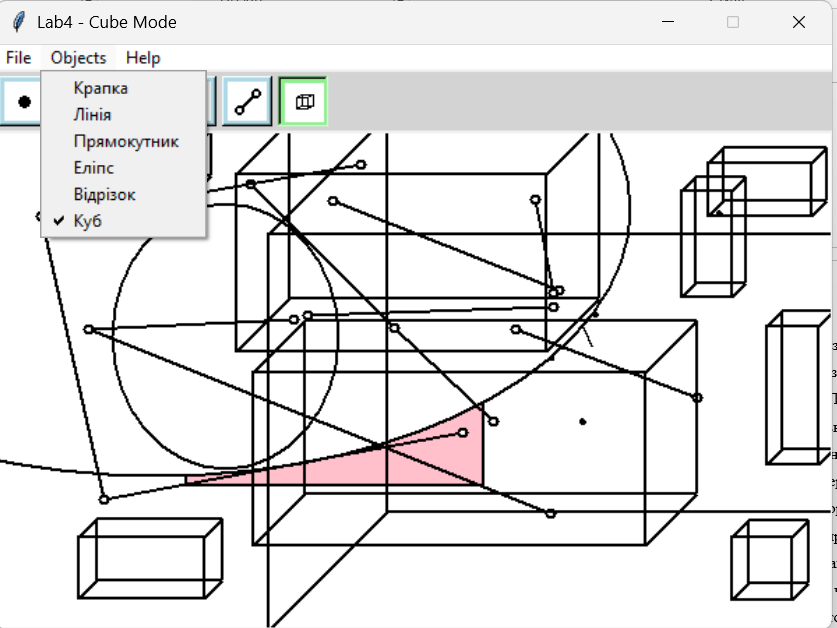 Lab4 - Cube Mode
File Objects Help
Крапка
Лінія
Прямокутник
Еліпс
Відрізок
✓ Куб